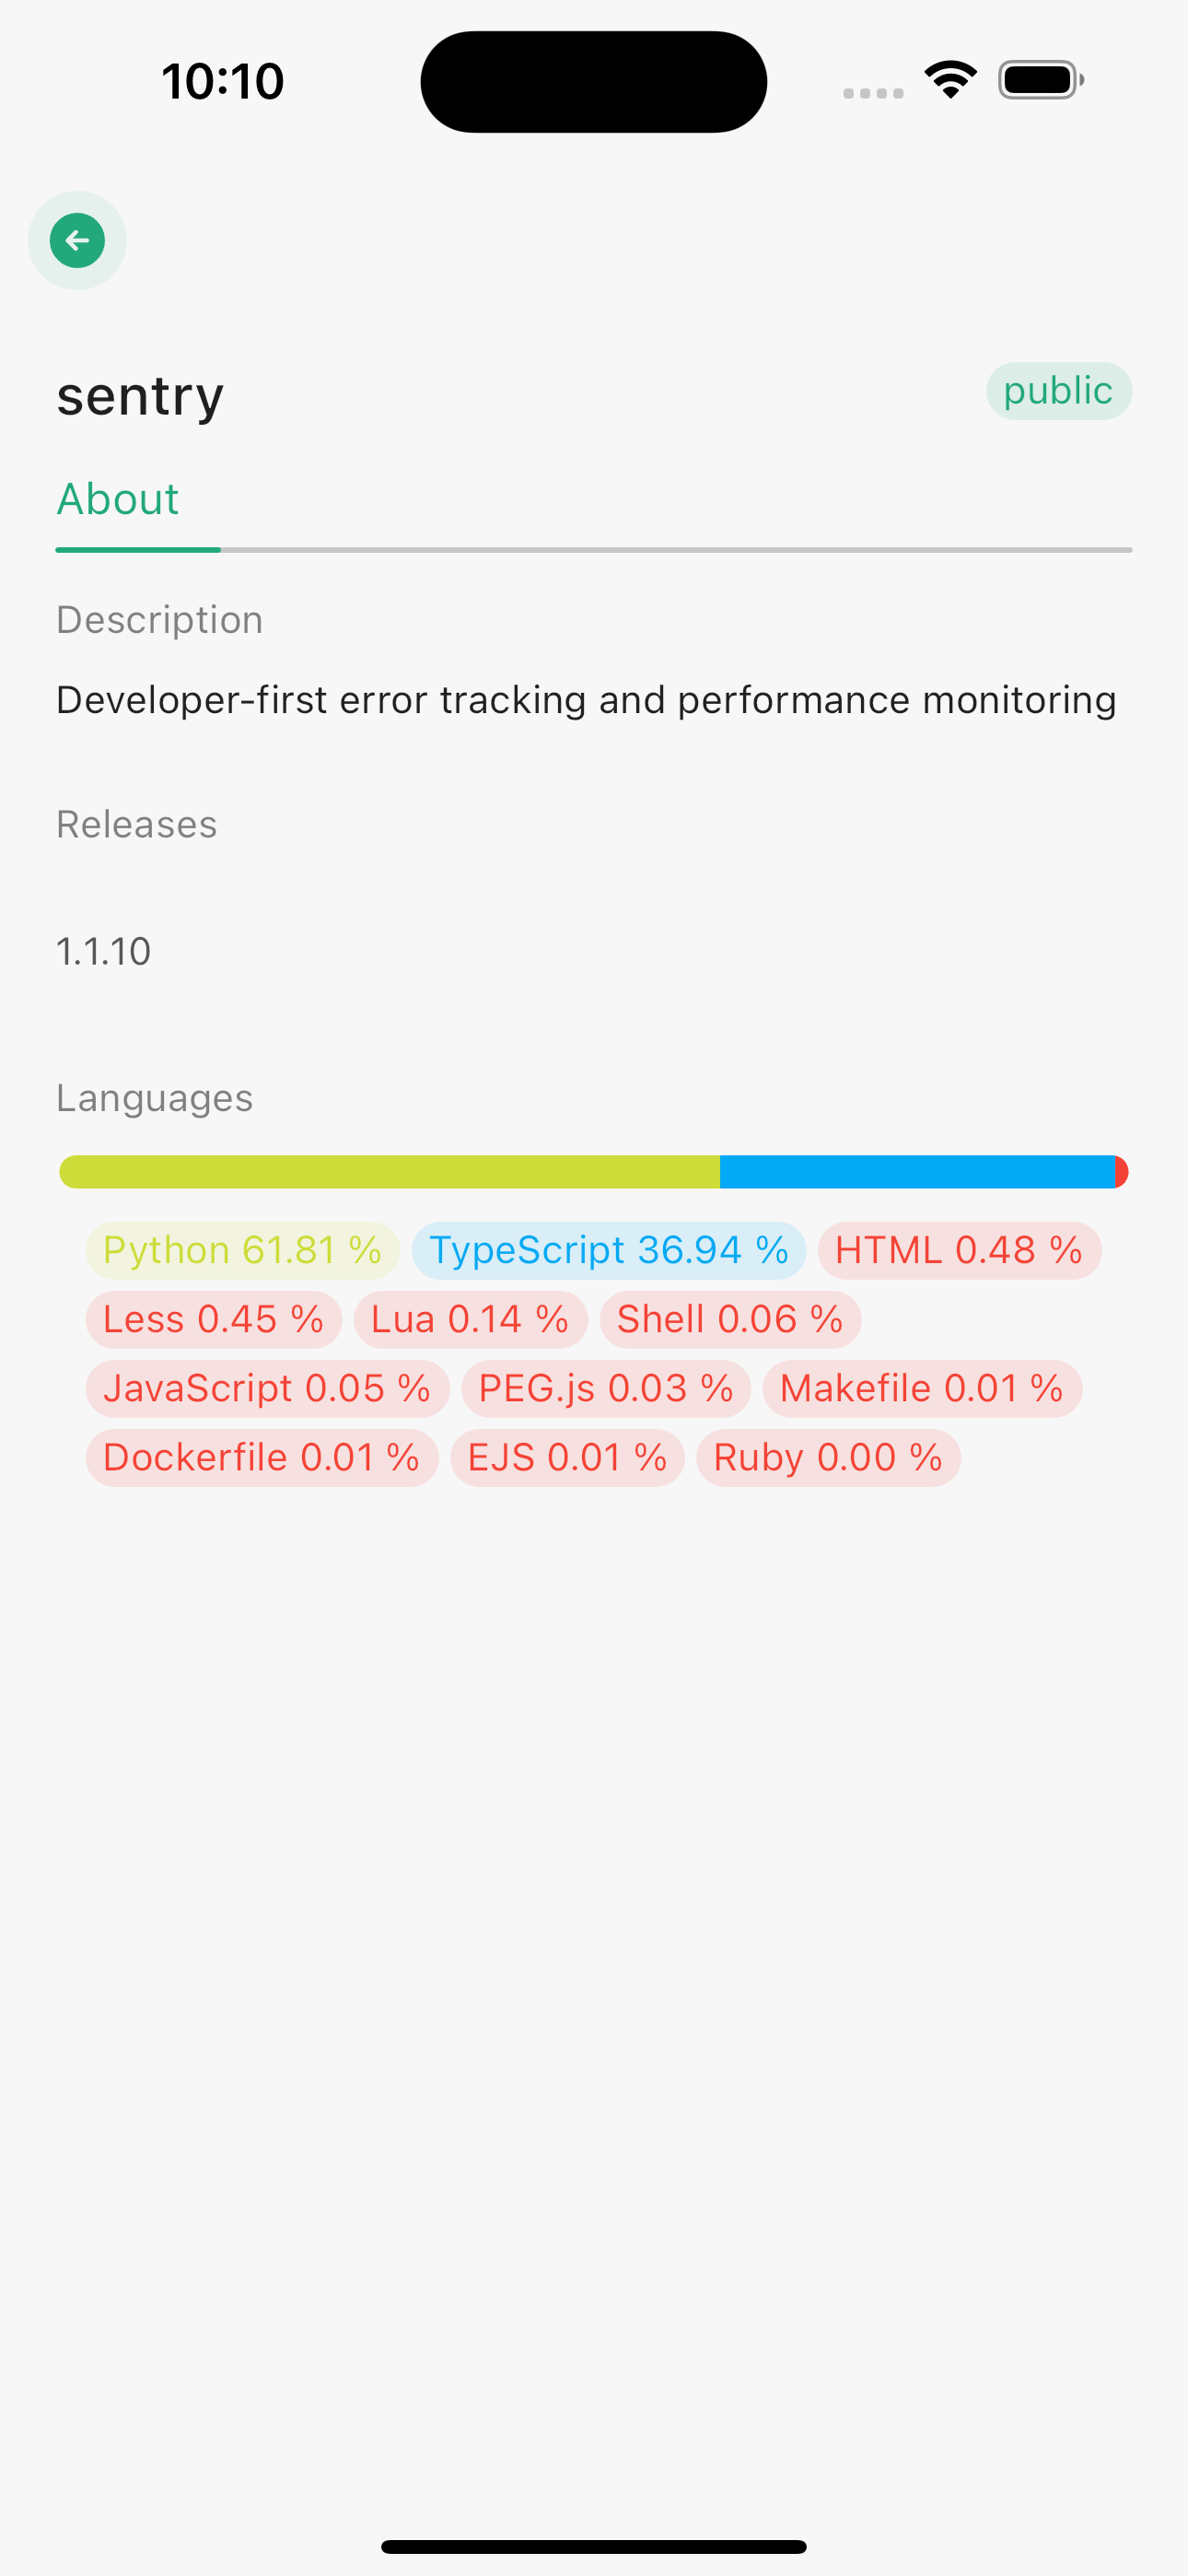 10:10
sentry
public
About
Description
Developer-first error tracking and performance monitoring
Releases
1.1.10
Languages
Python 61.81 % TypeScript 36.94 % HTML 0.48 %
Less 0.45 % Lua 0.14 % Shell 0.06 %
JavaScript 0.05 % PEG.js 0.03 % Makefile 0.01 %
Dockerfile 0.01 % EJS 0.01 % Ruby 0.00 %